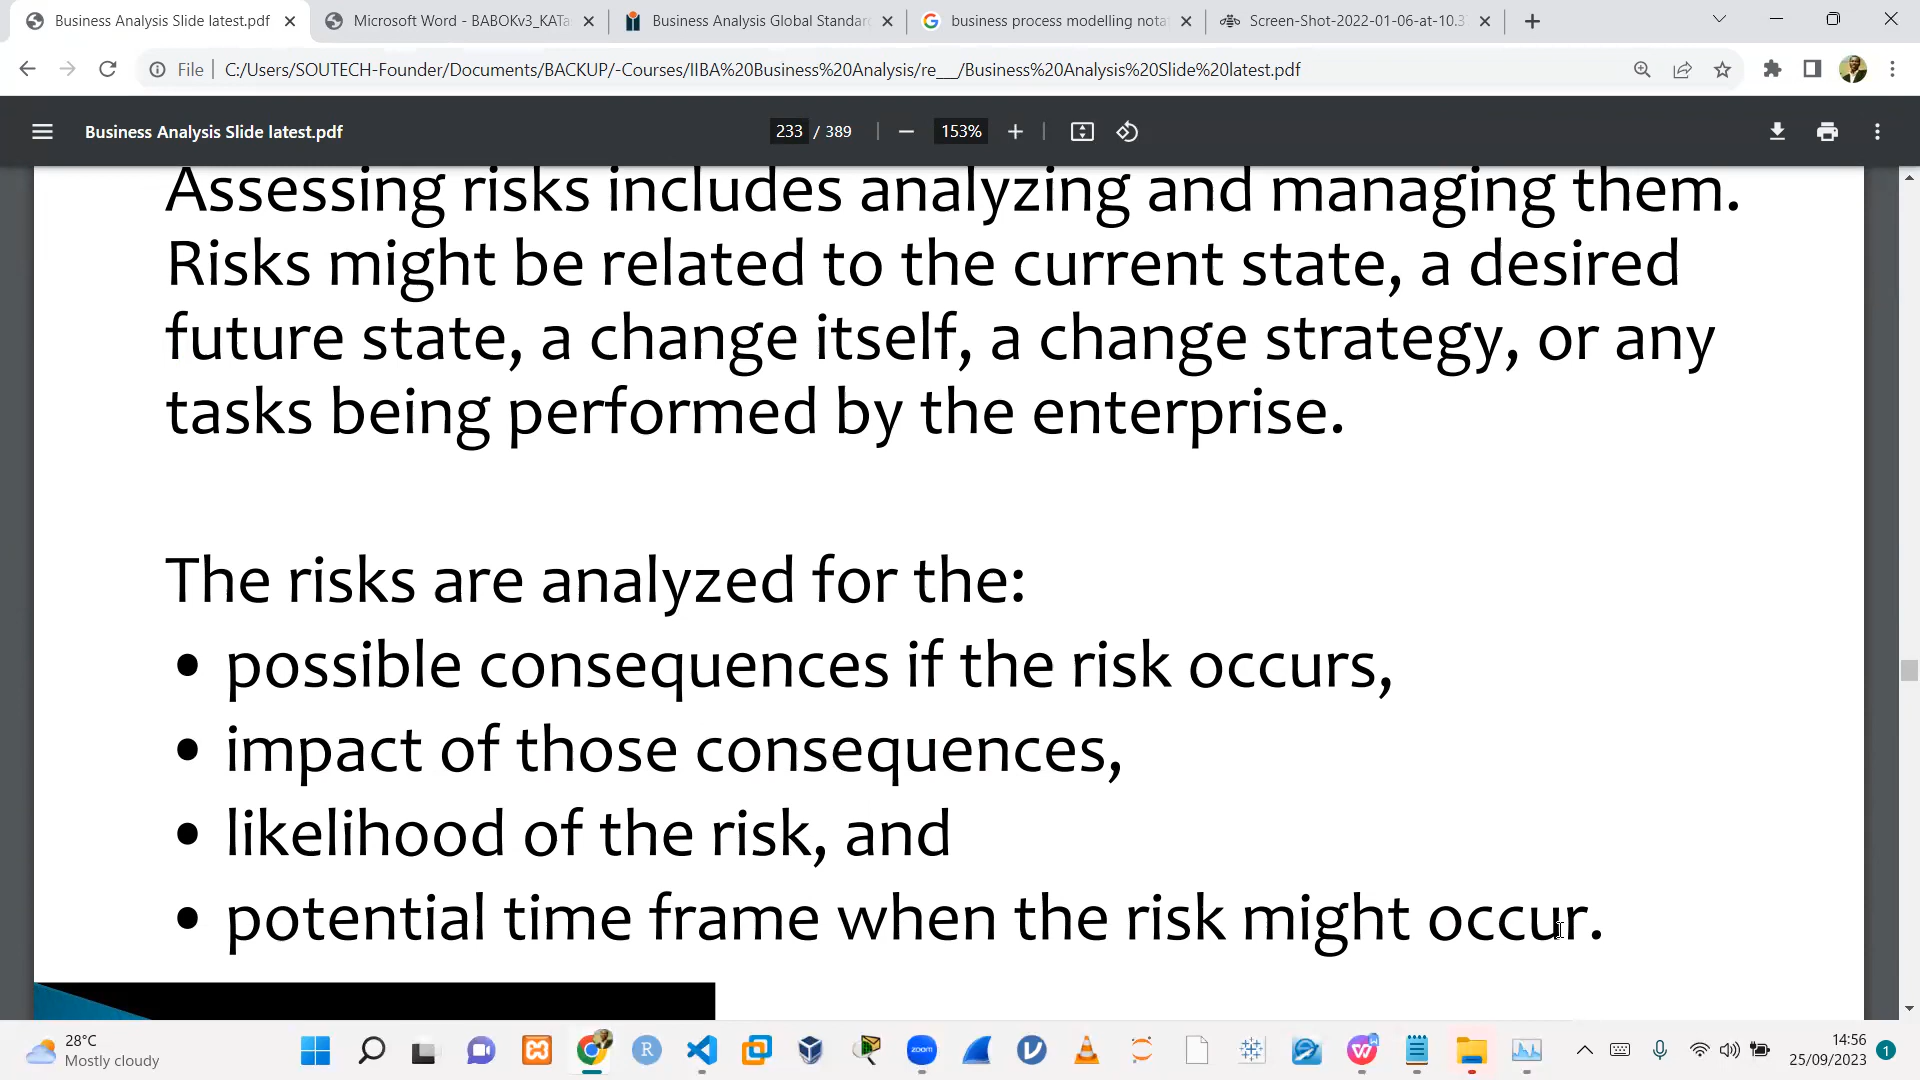 Business Analysis Slide latest.pdf
Microsoft Word - BABOKv3_KATa
Business Analysis Global Standar
business process modelling nota
Screen-Shot-2022-01-06-at-10.3
File
C:/Users/SOUTECH-Founder/Documents/BACKUP/-Courses/IIBA%20Business%20Analysis/re___/Business%20Analysis%20Slide%20latest.pdf
Business Analysis Slide latest.pdf
233 / 389
153%
Assessing risks includes analyzing and managing them.
Risks might be related to the current state, a desired
future state, a change itself, a change strategy, or any
tasks being performed by the enterprise.
The risks are analyzed for the:
• possible consequences if the risk occurs,
• impact of those consequences,
• likelihood of the risk, and
• potential time frame when the risk might occur.
28°C
Mostly cloudy
zoom
14:56
25/09/2023
1